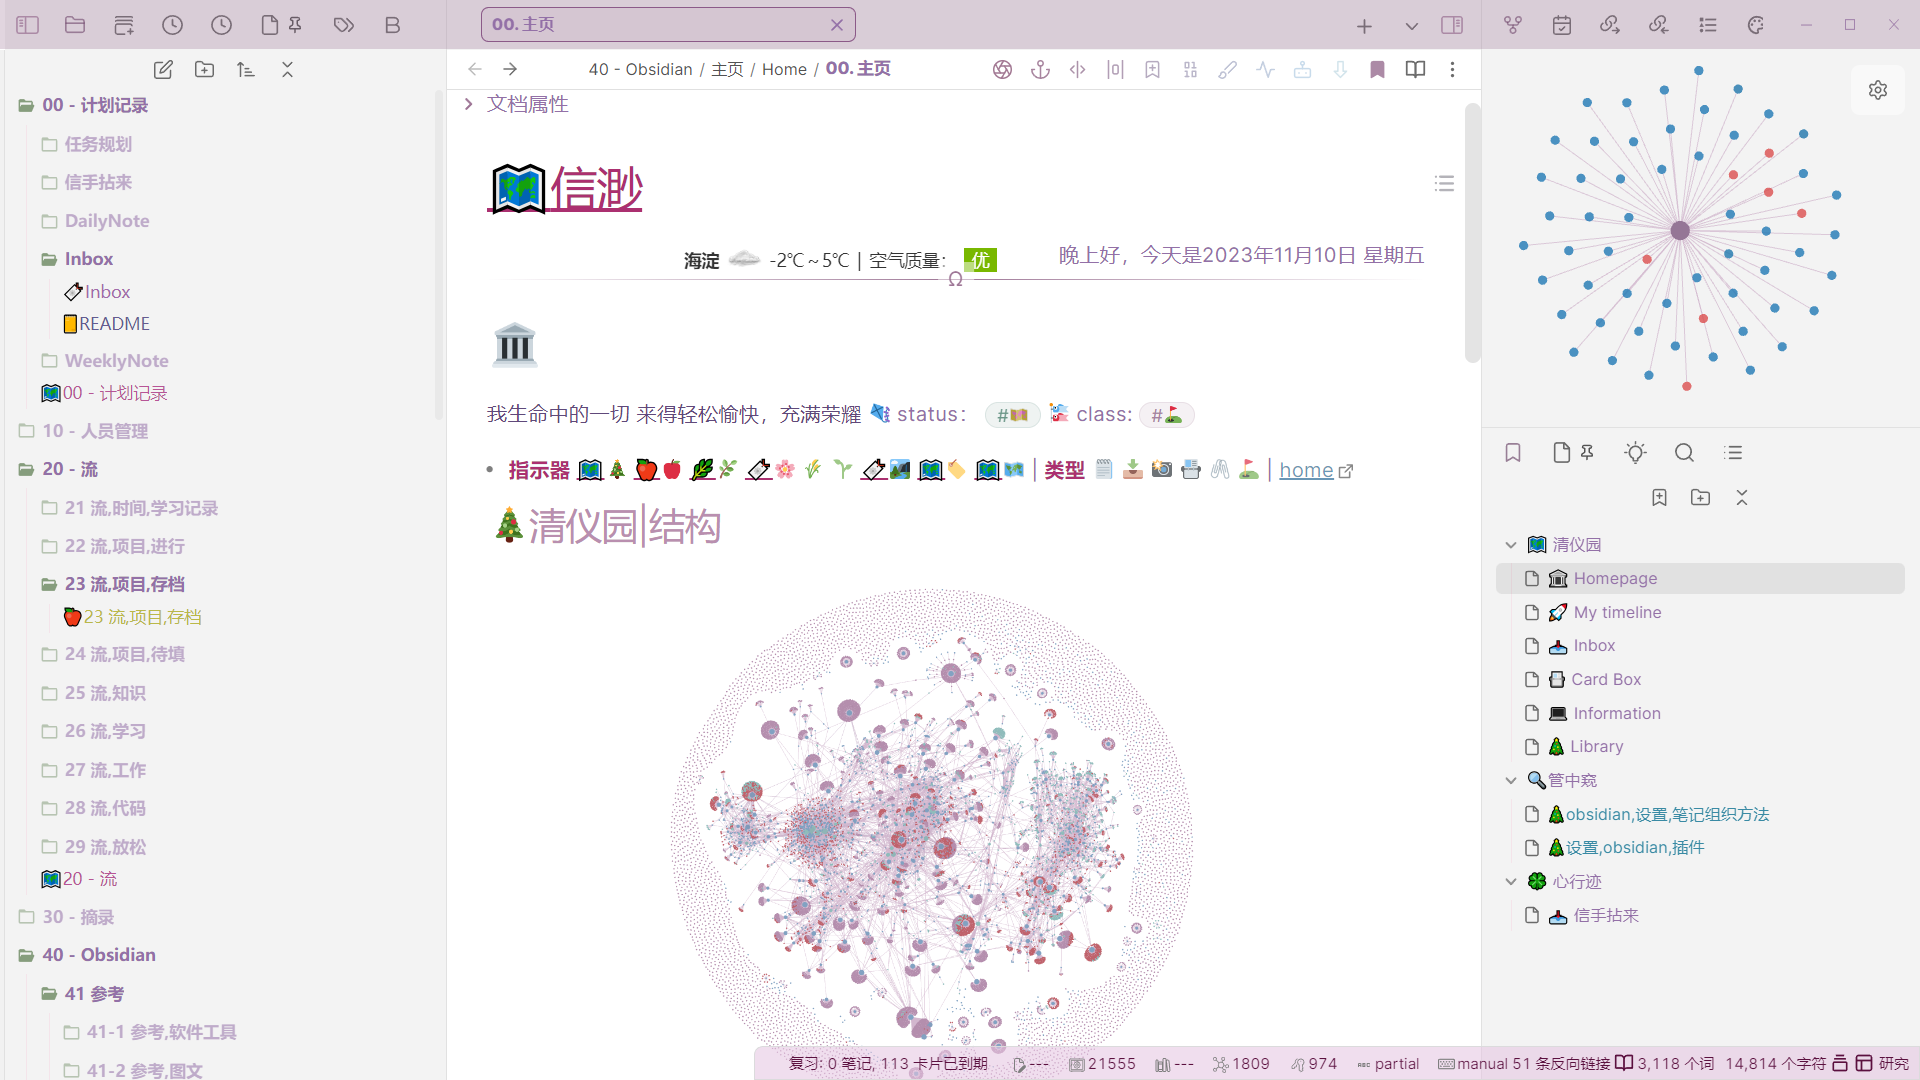 00. 主页
40 - Obsidian / 主页 / Home / 00. 主页
00 - 计划记录
任务规划
信手拈来
DailyNote
Inbox
Inbox
README
WeeklyNote
00 - 计划记录
10 - 人员管理
20 - 流
21 流,时间,学习记录
22 流,项目,进行
23 流,项目,存档
23 流,项目,存档
24 流,项目,待填
25 流,知识
26 流,学习
27 流,工作
28 流,代码
29 流,放松
20 - 流
30 - 摘录
40 - Obsidian
41 参考
41-1 参考,软件工具
41-2 参考,图文
文档属性
信渺
海淀 -2℃ ~ 5℃ | 空气质量： 优
晚上好，今天是2023年11月10日 星期五
Ω
我生命中的一切 来得轻松愉快，充满荣耀 status： # class: #
指示器 | 类型 | home
清仪园|结构
清仪园
Homepage
My timeline
Inbox
Card Box
Information
Library
管中窥
obsidian,设置,笔记组织方法
设置,obsidian,插件
心行迹
信手拈来
复习: 0 笔记, 113 卡片已到期 --- 21555 --- 1809 974 partial manual 51 条反向链接 3,118 个词 14,814 个字符 研究